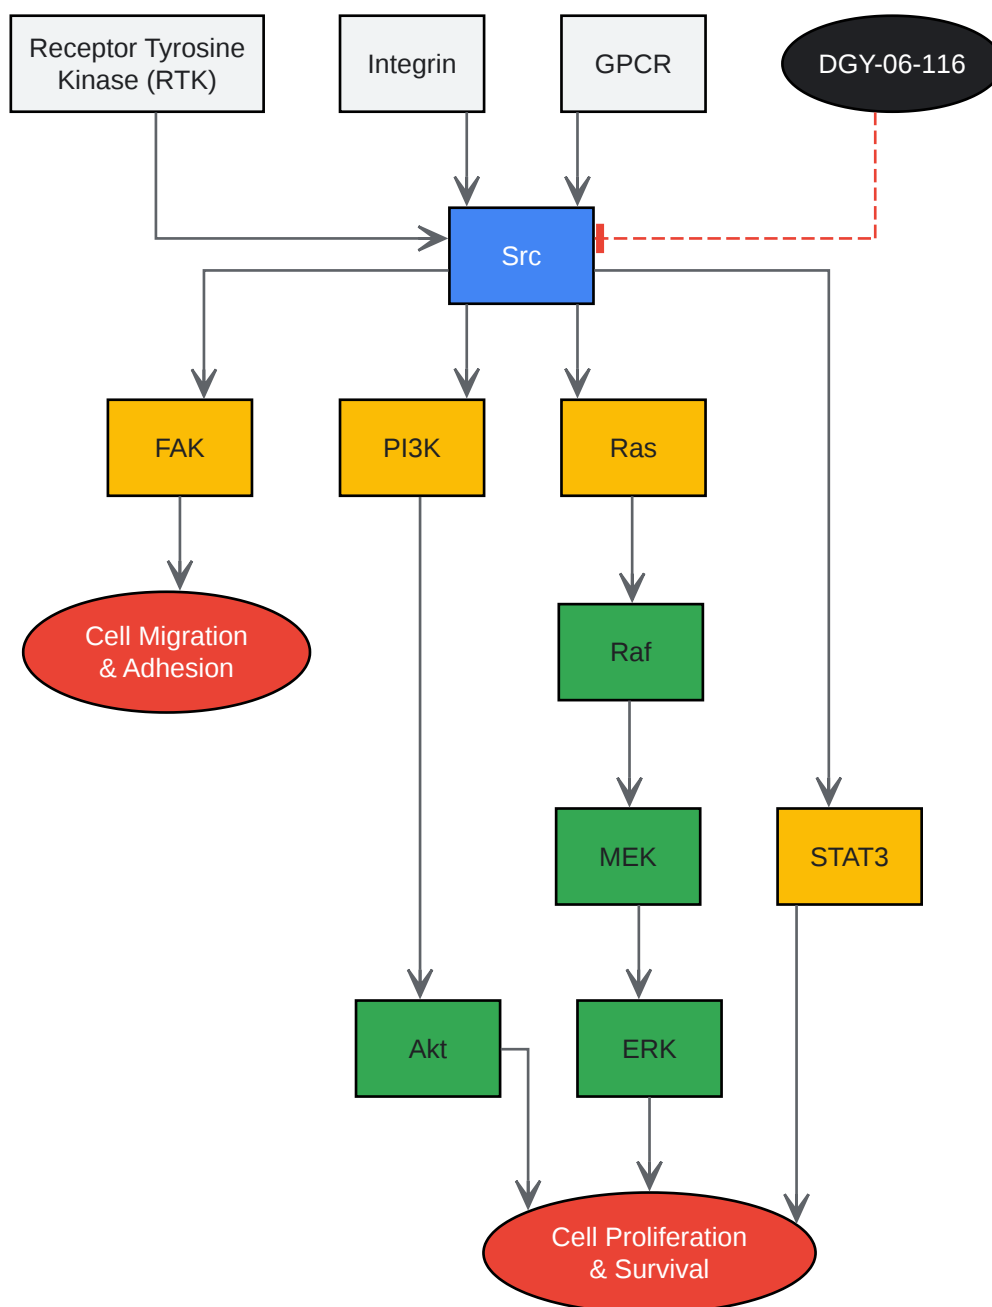 Receptor Tyrosine
Kinase (RTK)
Integrin
GPCR
DGY-06-116
Src
FAK
PI3K
Ras
Cell Migration
& Adhesion
Raf
MEK
STAT3
Akt
ERK
Cell Proliferation
& Survival